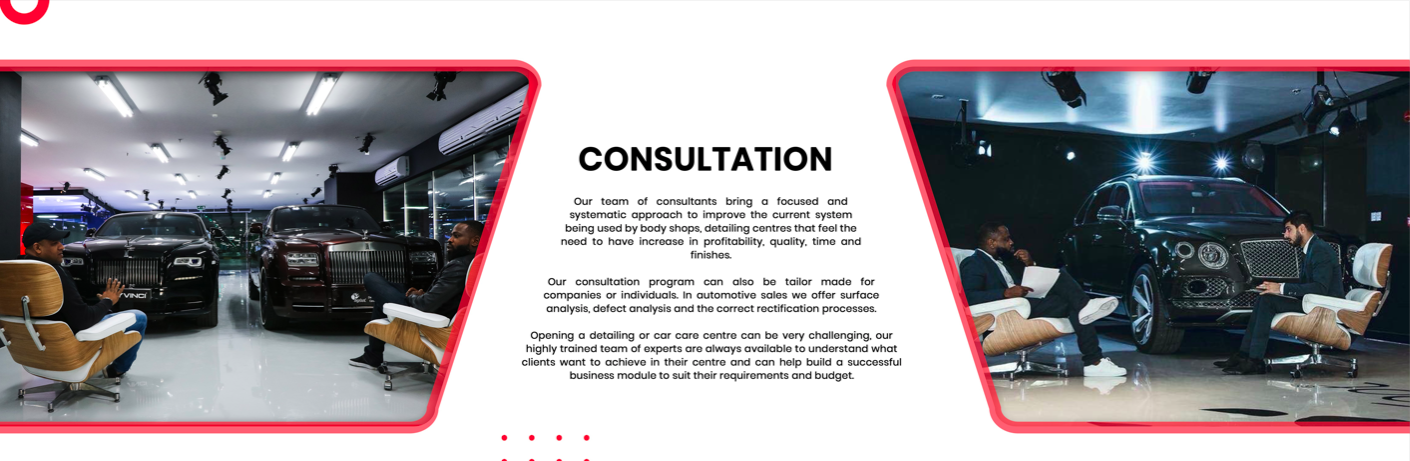 CONSULTATION
Our team of consultants bring a focused and
systematic approach to improve the current system
being used by body shops, detailing centres that feel the
need to have increase in profitability, quality, time and
finishes.
Our consultation program can also be tailor made for
companies or individuals. In automotive sales we offer surface
analysis, defect analysis and the correct rectification processes.
Opening a detailing or car care centre can be very challenging, our
highly trained team of experts are always available to understand what
clients want to achieve in their centre and can help build a successful
business module to suit their requirements and budget.